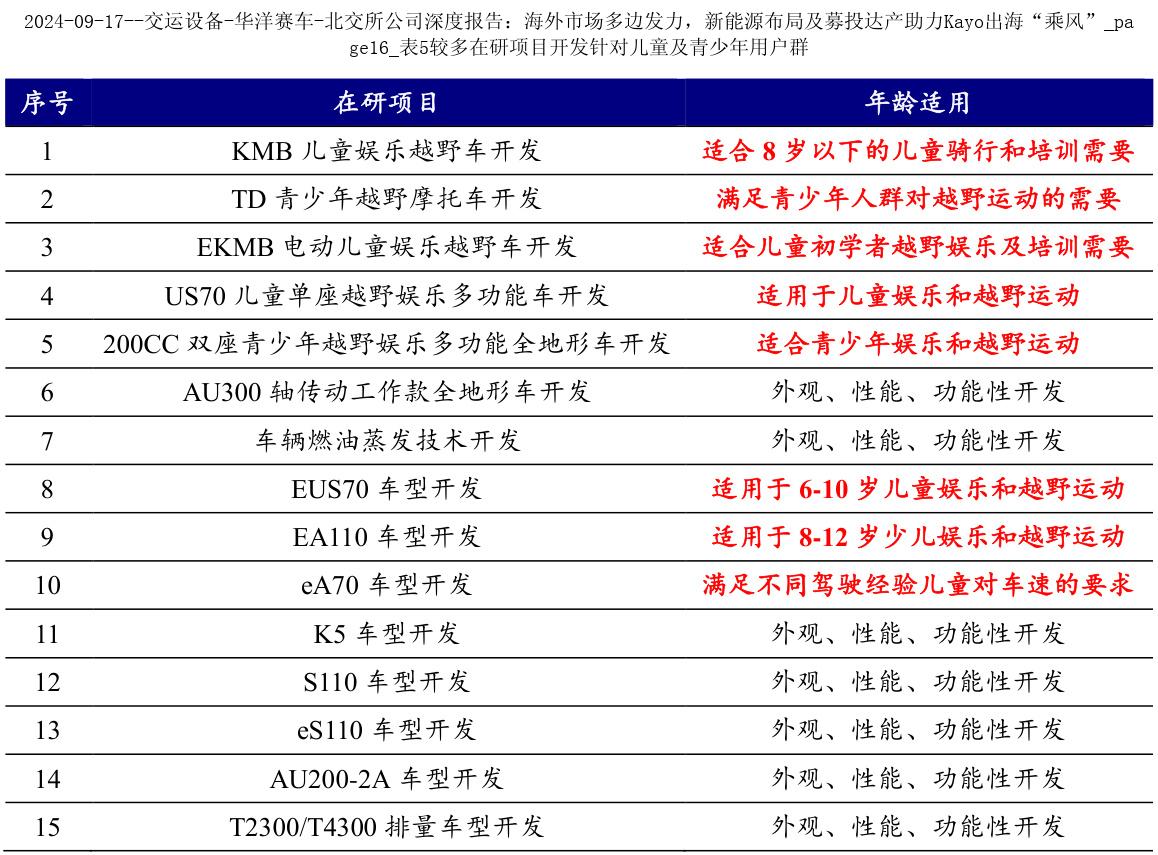 2024-09-17--交运设备-华洋赛车-北交所公司深度报告：海外市场多边发力，新能源布局及募投达产助力Kayo出海“乘风”_pa
ge16_表5较多在研项目开发针对儿童及青少年用户群
序号 在研项目 年龄适用
1 KMB 儿童娱乐越野车开发 适合 8 岁以下的儿童骑行和培训需要
2 TD 青少年越野摩托车开发 满足青少年人群对越野运动的需要
3 EKMB 电动儿童娱乐越野车开发 适合儿童初学者越野娱乐及培训需要
4 US70 儿童单座越野娱乐多功能车开发 适用于儿童娱乐和越野运动
5 200CC 双座青少年越野娱乐多功能全地形车开发 适合青少年娱乐和越野运动
6 AU300 轴传动工作款全地形车开发 外观、性能、功能性开发
7 车辆燃油蒸发技术开发 外观、性能、功能性开发
8 EUS70 车型开发 适用于 6-10 岁儿童娱乐和越野运动
9 EA110 车型开发 适用于 8-12 岁少儿娱乐和越野运动
10 eA70 车型开发 满足不同驾驶经验儿童对车速的要求
11 K5 车型开发 外观、性能、功能性开发
12 S110 车型开发 外观、性能、功能性开发
13 eS110 车型开发 外观、性能、功能性开发
14 AU200-2A 车型开发 外观、性能、功能性开发
15 T2300/T4300 排量车型开发 外观、性能、功能性开发